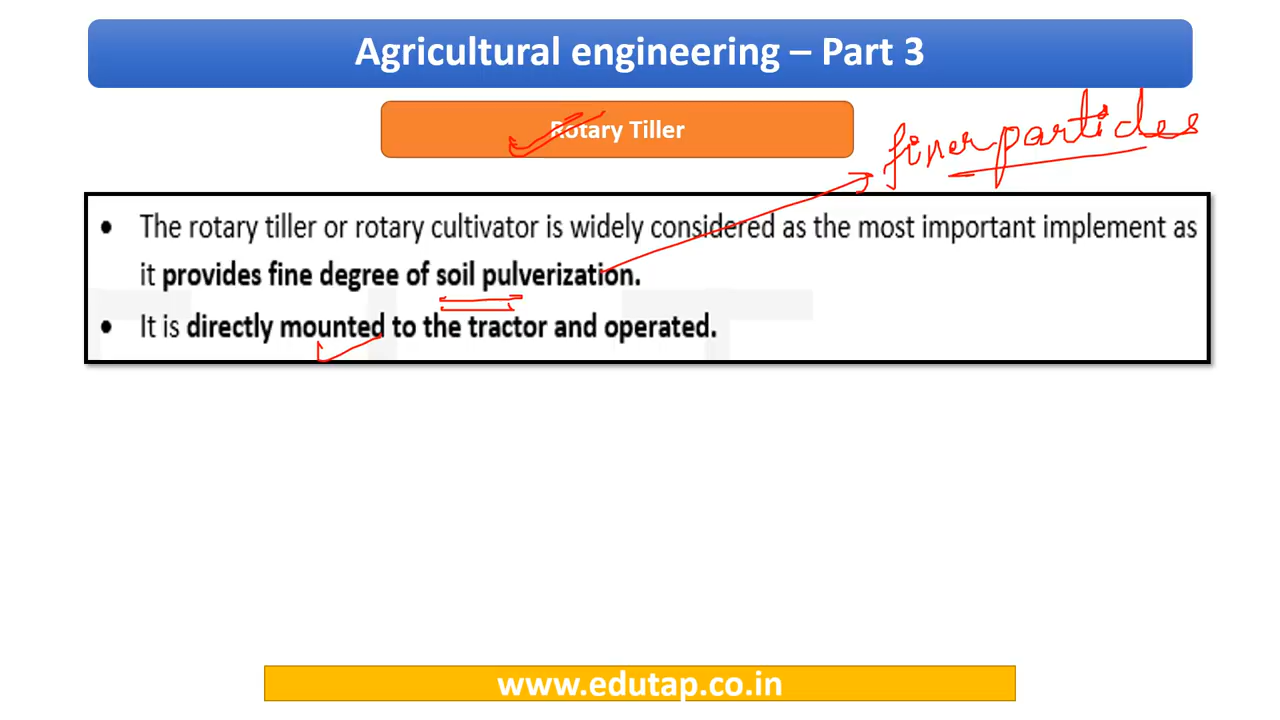 Agricultural engineering – Part 3
Rotary Tiller
finer particles
• The rotary tiller or rotary cultivator is widely considered as the most important implement as
it provides fine degree of soil pulverization.
• It is directly mounted to the tractor and operated.
www.edutap.co.in